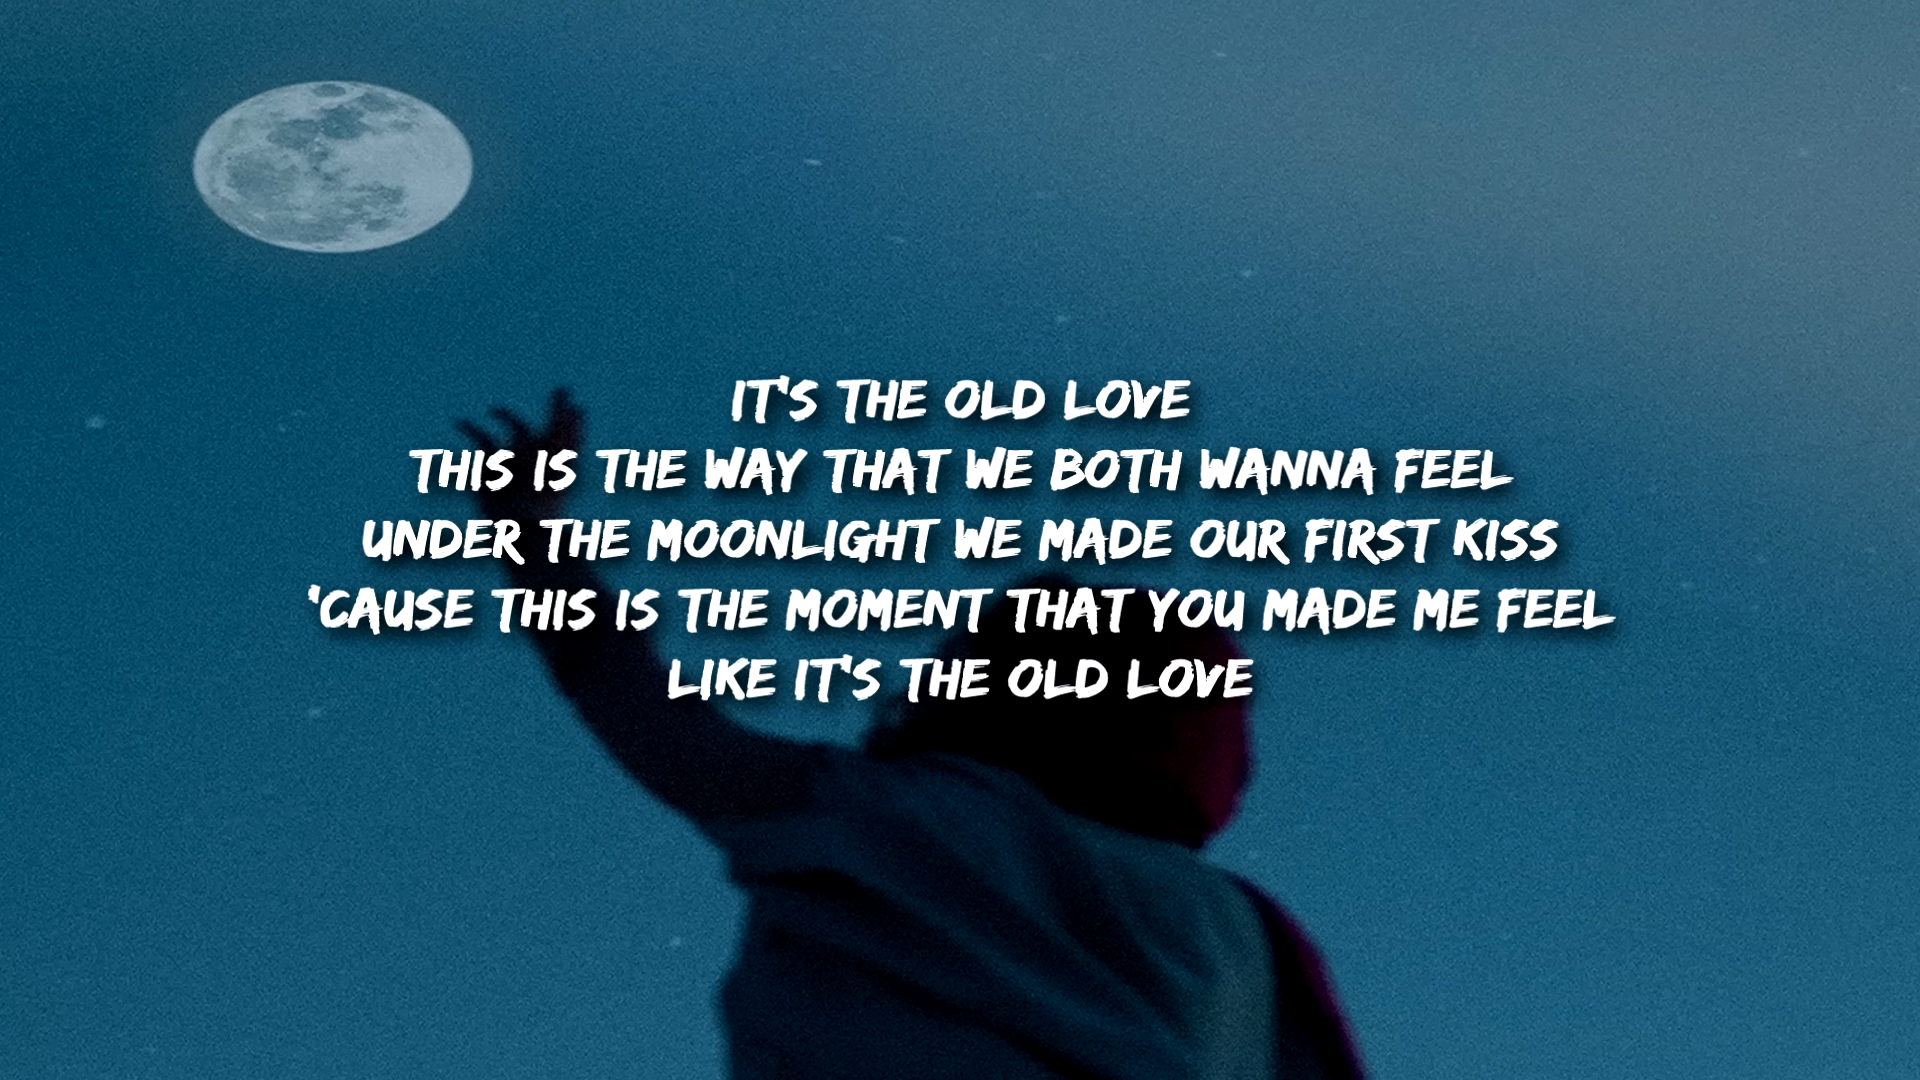 IT'S THE OLD LOVE
THIS IS THE WAY THAT WE BOTH WANNA FEEL
UNDER THE MOONLIGHT WE MADE OUR FIRST KISS
'CAUSE THIS IS THE MOMENT THAT YOU MADE ME FEEL
LIKE IT'S THE OLD LOVE